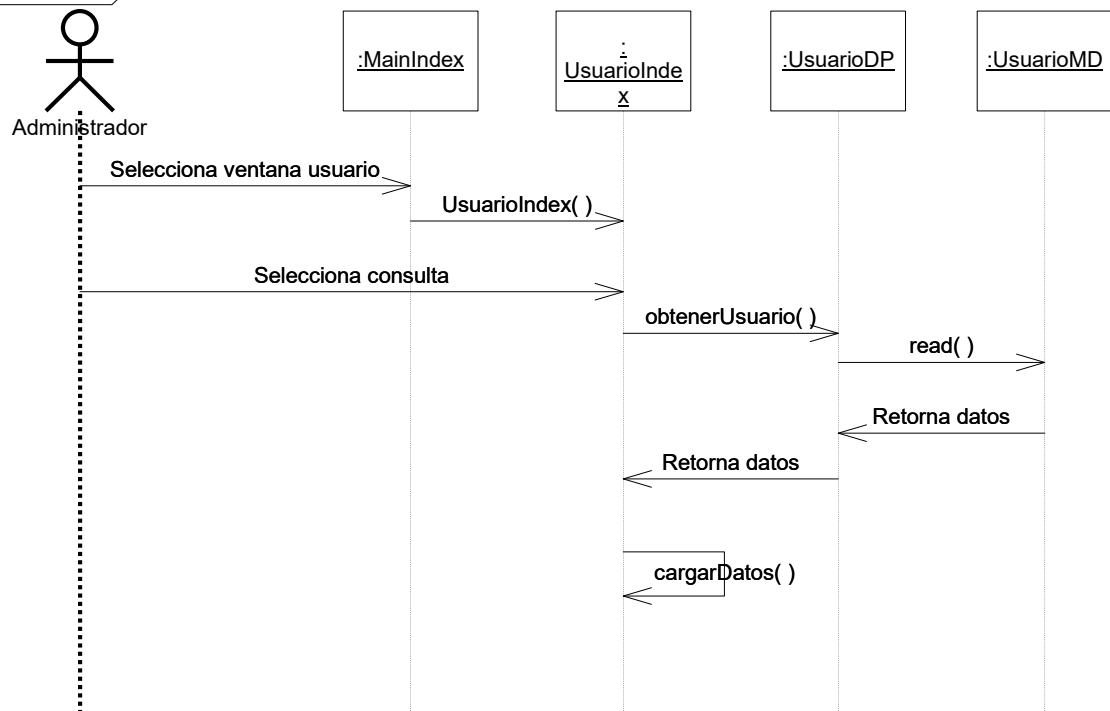 :MainIndex
:
UsuarioInde
x
:UsuarioDP
:UsuarioMD
Administrador
Selecciona ventana usuario
UsuarioIndex( )
Selecciona consulta
obtenerUsuario( )
read( )
Retorna datos
Retorna datos
cargarDatos( )